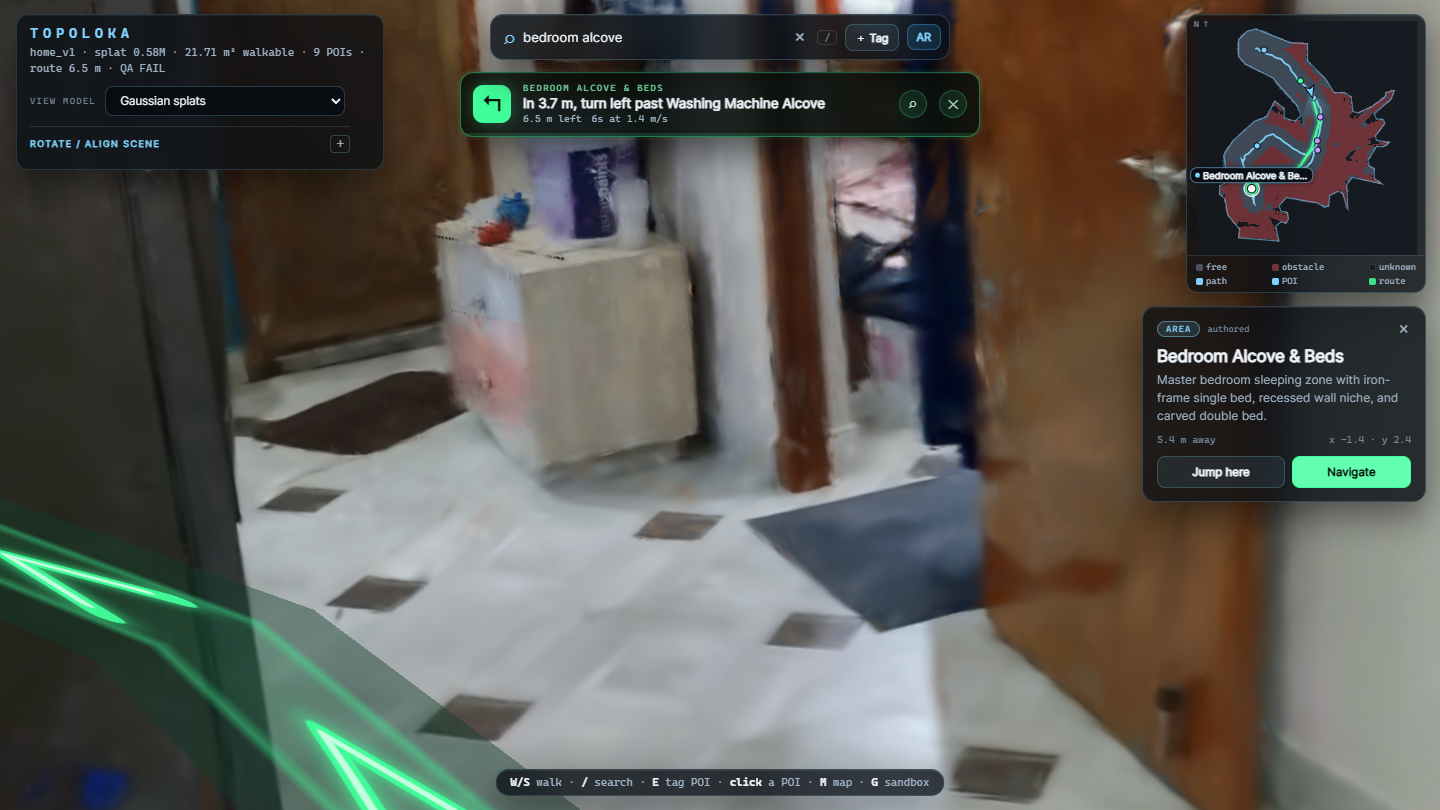 TOPOLOKA
home_v1 · splat 0.58M · 21.71 m² walkable · 9 POIs ·
route 6.5 m · QA FAIL
VIEW MODEL
Gaussian splats
ROTATE / ALIGN SCENE
+
bedroom alcove
/
+ Tag
AR
BEDROOM ALCOVE & BEDS
In 3.7 m, turn left past Washing Machine Alcove
6.5 m left 6s at 1.4 m/s
N ↑
Bedroom Alcove & Be...
free
obstacle
unknown
path
POI
route
AREA
authored
Bedroom Alcove & Beds
Master bedroom sleeping zone with iron-
frame single bed, recessed wall niche, and
carved double bed.
5.4 m away
x −1.4 · y 2.4
Jump here
Navigate
W/S walk · / search · E tag POI · click a POI · M map · G sandbox